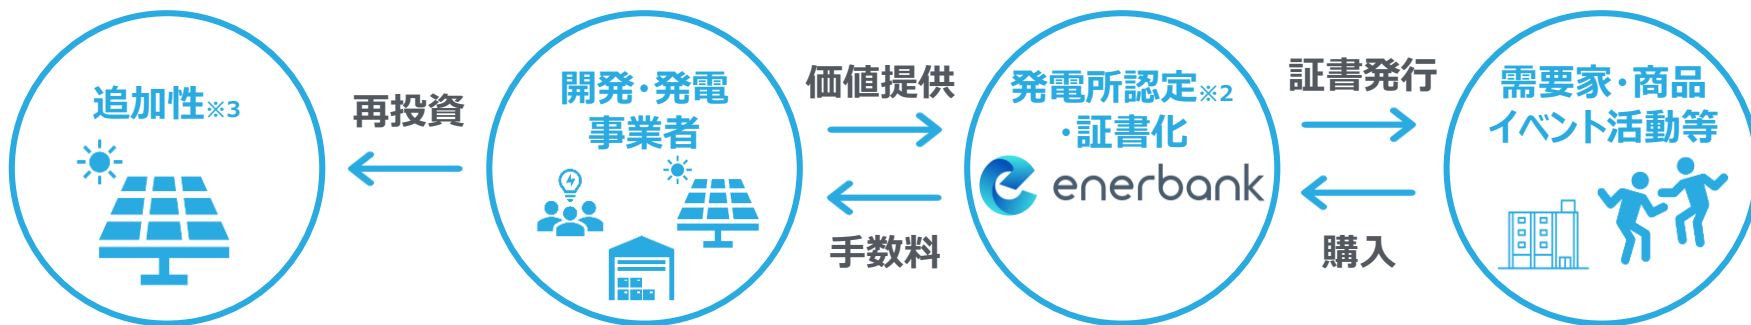 追加性※3
再投資
開発・発電
事業者
価値提供
手数料
発電所認定※2
・証書化
enerbank
証書発行
購入
需要家・商品
イベント活動等